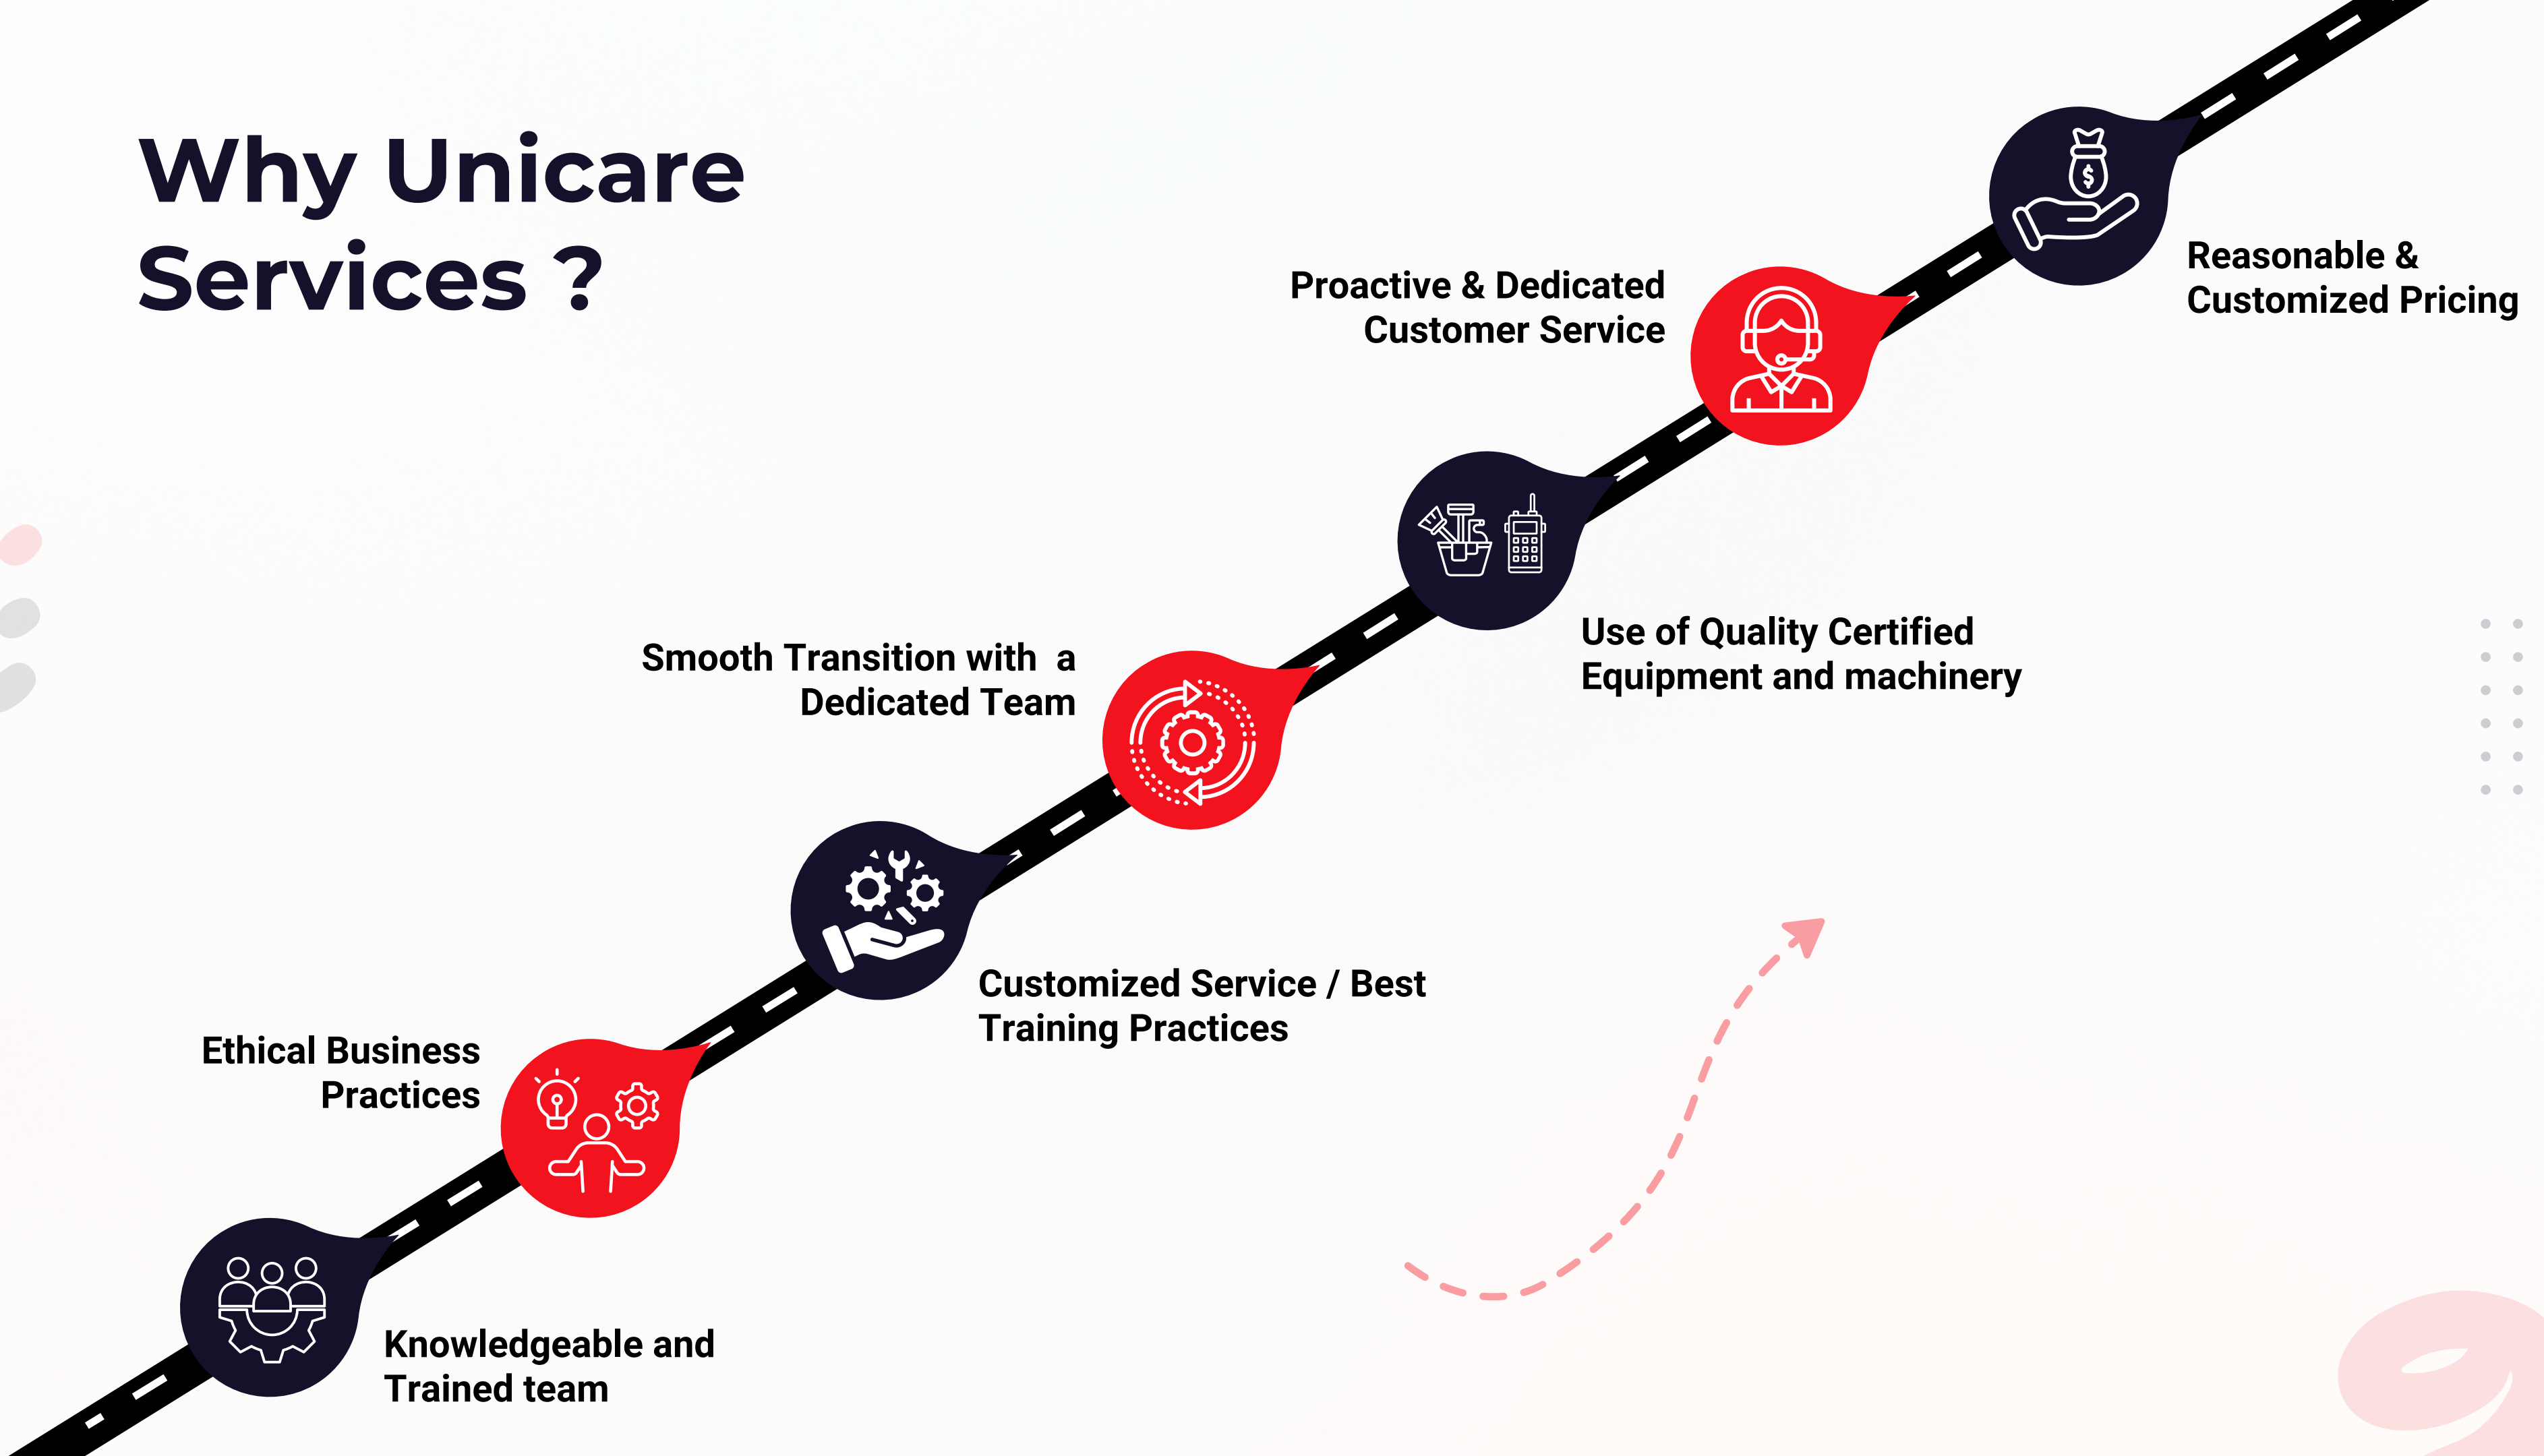 Why Unicare
Services ?
Reasonable &
Customized Pricing
Proactive & Dedicated
Customer Service
Use of Quality Certified
Equipment and machinery
Smooth Transition with  a
Dedicated Team
Customized Service / Best
Training Practices
Ethical Business
Practices
Knowledgeable and
Trained team
$